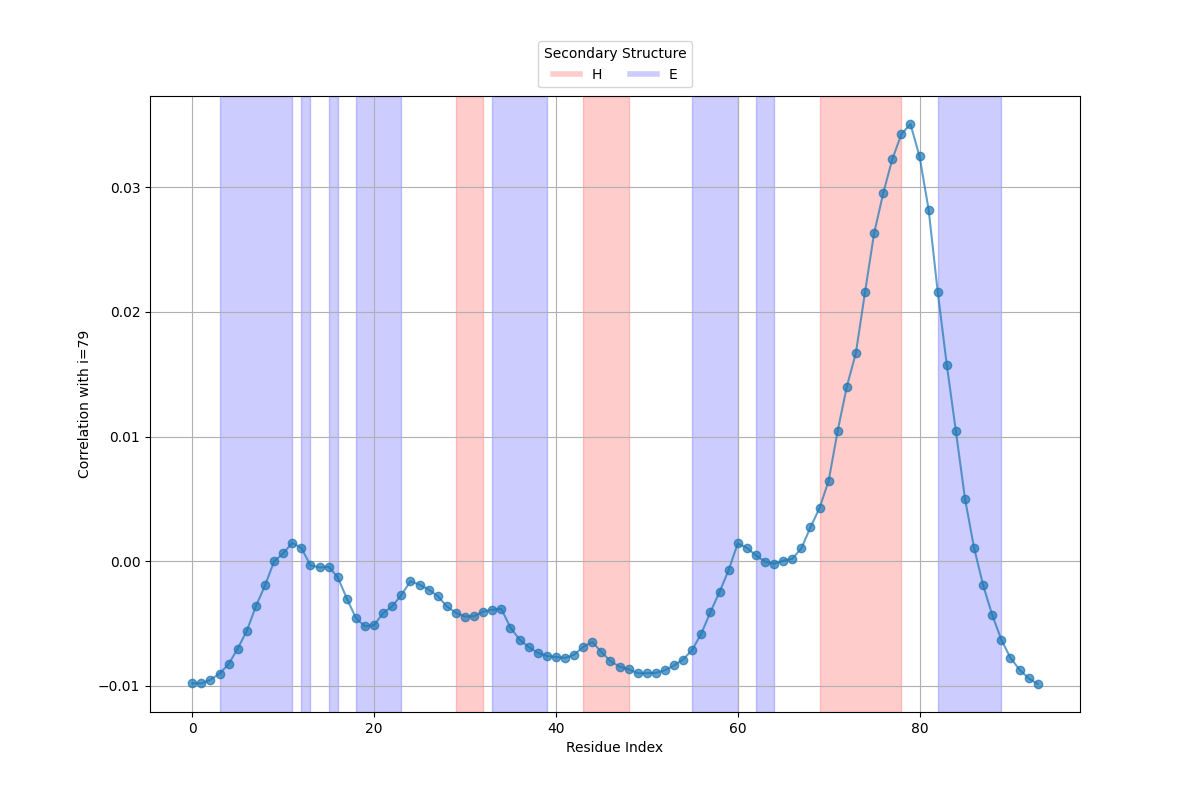 Secondary Structure
H E
0.03
0.02
0.01
0.00
−0.01
Correlation with i=79
0 20 40 60 80
Residue Index